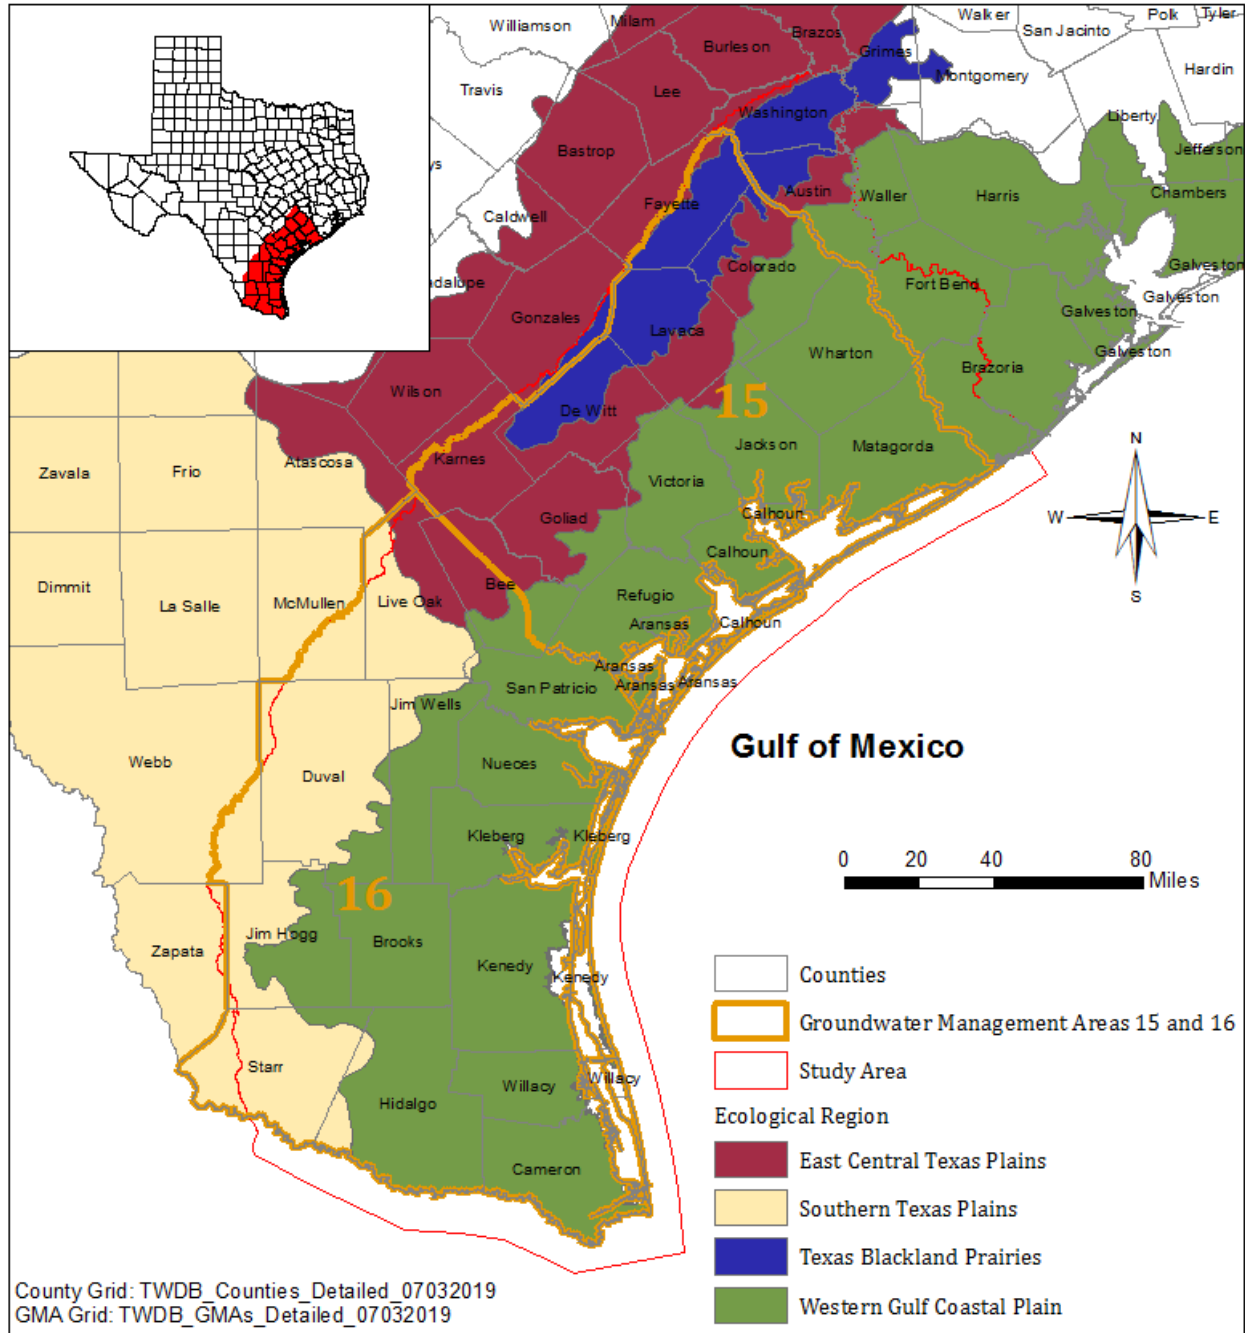 Williamson
Milam
Brazos
Walker
Polk
Tyler
San Jacinto
Burleson
Grimes
Montgomery
Hardin
Travis
Lee
Washington
Liberty
Jefferson
ys
Bastrop
Austin
Waller
Harris
Chambers
Caldwell
Fayette
Colorado
Galveston
adalupe
Fort Bend
Galveston
Gonzales
Lavaca
Galveston
Wharton
Galveston
Brazoria
Wilson
De Witt
15
Jackson
Matagorda
Zavala
Frio
Atascosa
Karnes
Victoria
N
Goliad
Calhoun
W
E
Calhoun
Dimmit
La Salle
McMullen
Live Oak
Bee
Refugio
S
Aransas
Calhoun
Aransas
Aransas
Aransas
San Patricio
Jim Wells
Gulf of Mexico
Webb
Duval
Nueces
Kleberg
Kleberg
0 20 40 80
Miles
16
Zapata
Jim Hogg
Brooks
Kenedy
Kenedy
Counties
Groundwater Management Areas 15 and 16
Starr
Willacy
Willacy
Study Area
Hidalgo
Ecological Region
Cameron
East Central Texas Plains
Southern Texas Plains
Texas Blackland Prairies
Western Gulf Coastal Plain
County Grid: TWDB_Counties_Detailed_07032019
GMA Grid: TWDB_GMAs_Detailed_07032019